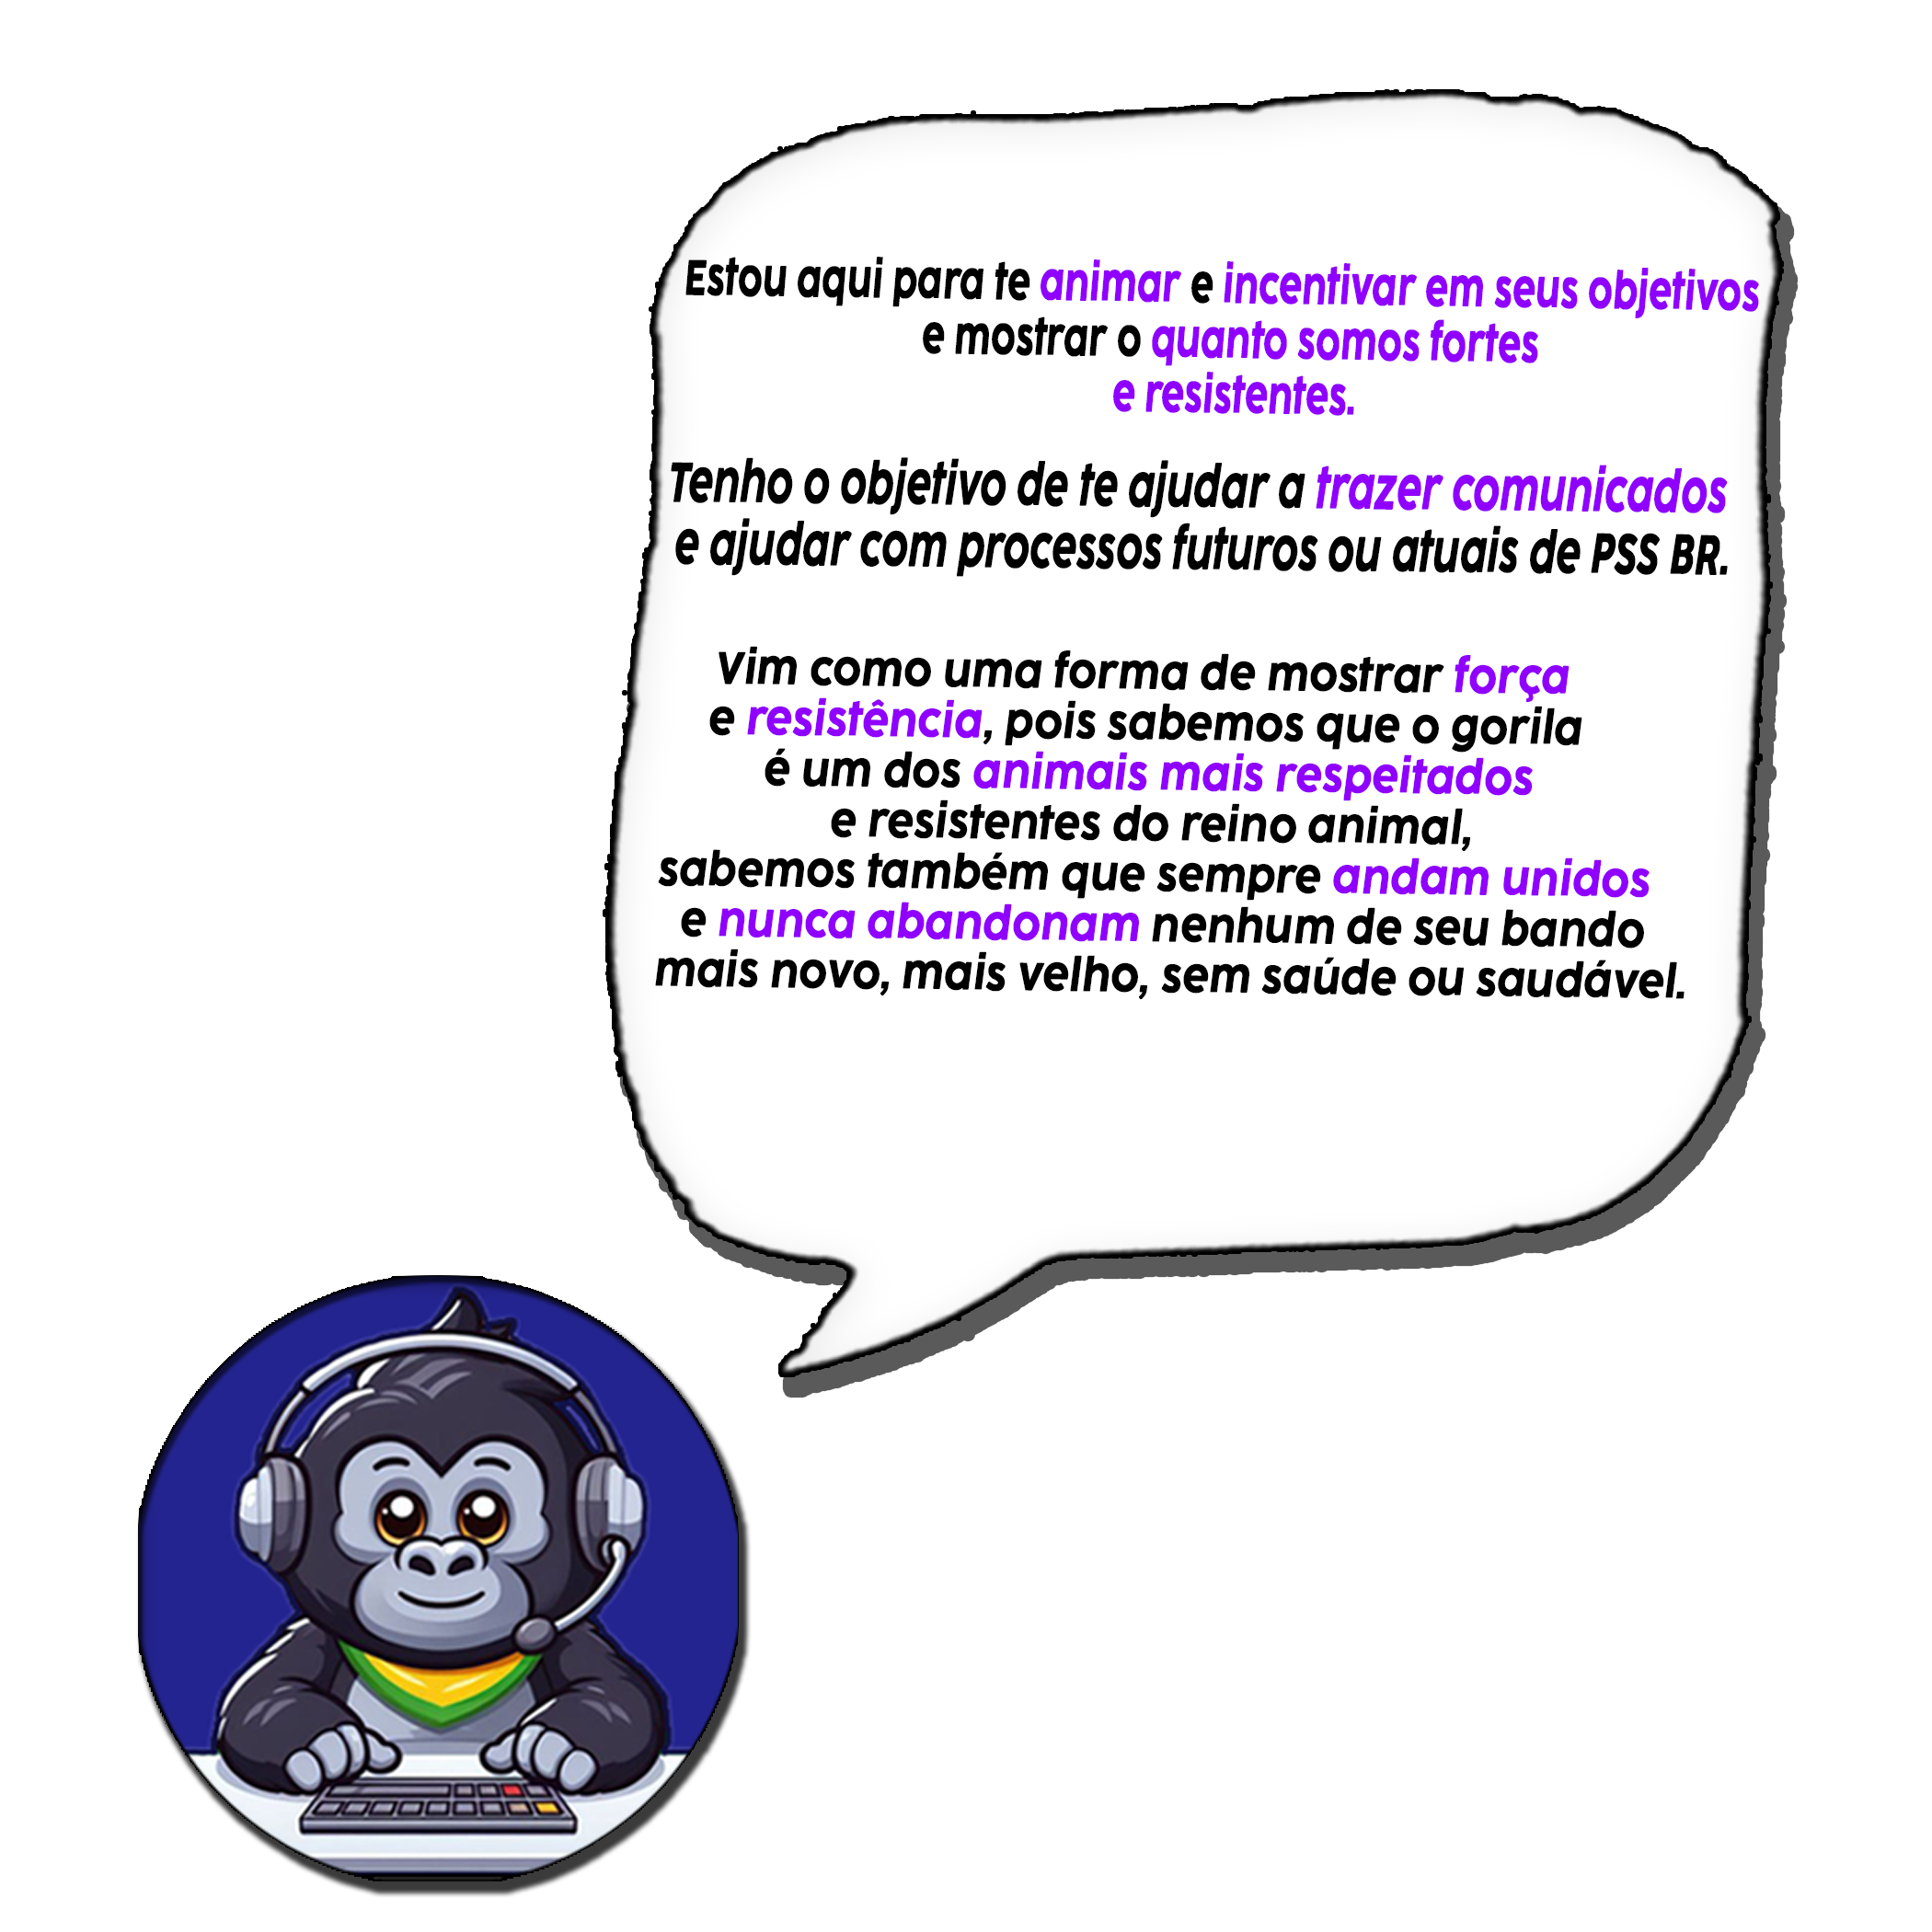 Estou aqui para te animar e incentivar em seus objetivos
e mostrar o quanto somos fortes
e resistentes.
Tenho o objetivo de te ajudar a trazer comunicados
e ajudar com processos futuros ou atuais de PSS BR.
Vim como uma forma de mostrar força
e resistência, pois sabemos que o gorila
é um dos animais mais respeitados
e resistentes do reino animal,
sabemos também que sempre andam unidos
e nunca abandonam nenhum de seu bando
mais novo, mais velho, sem saúde ou saudável.